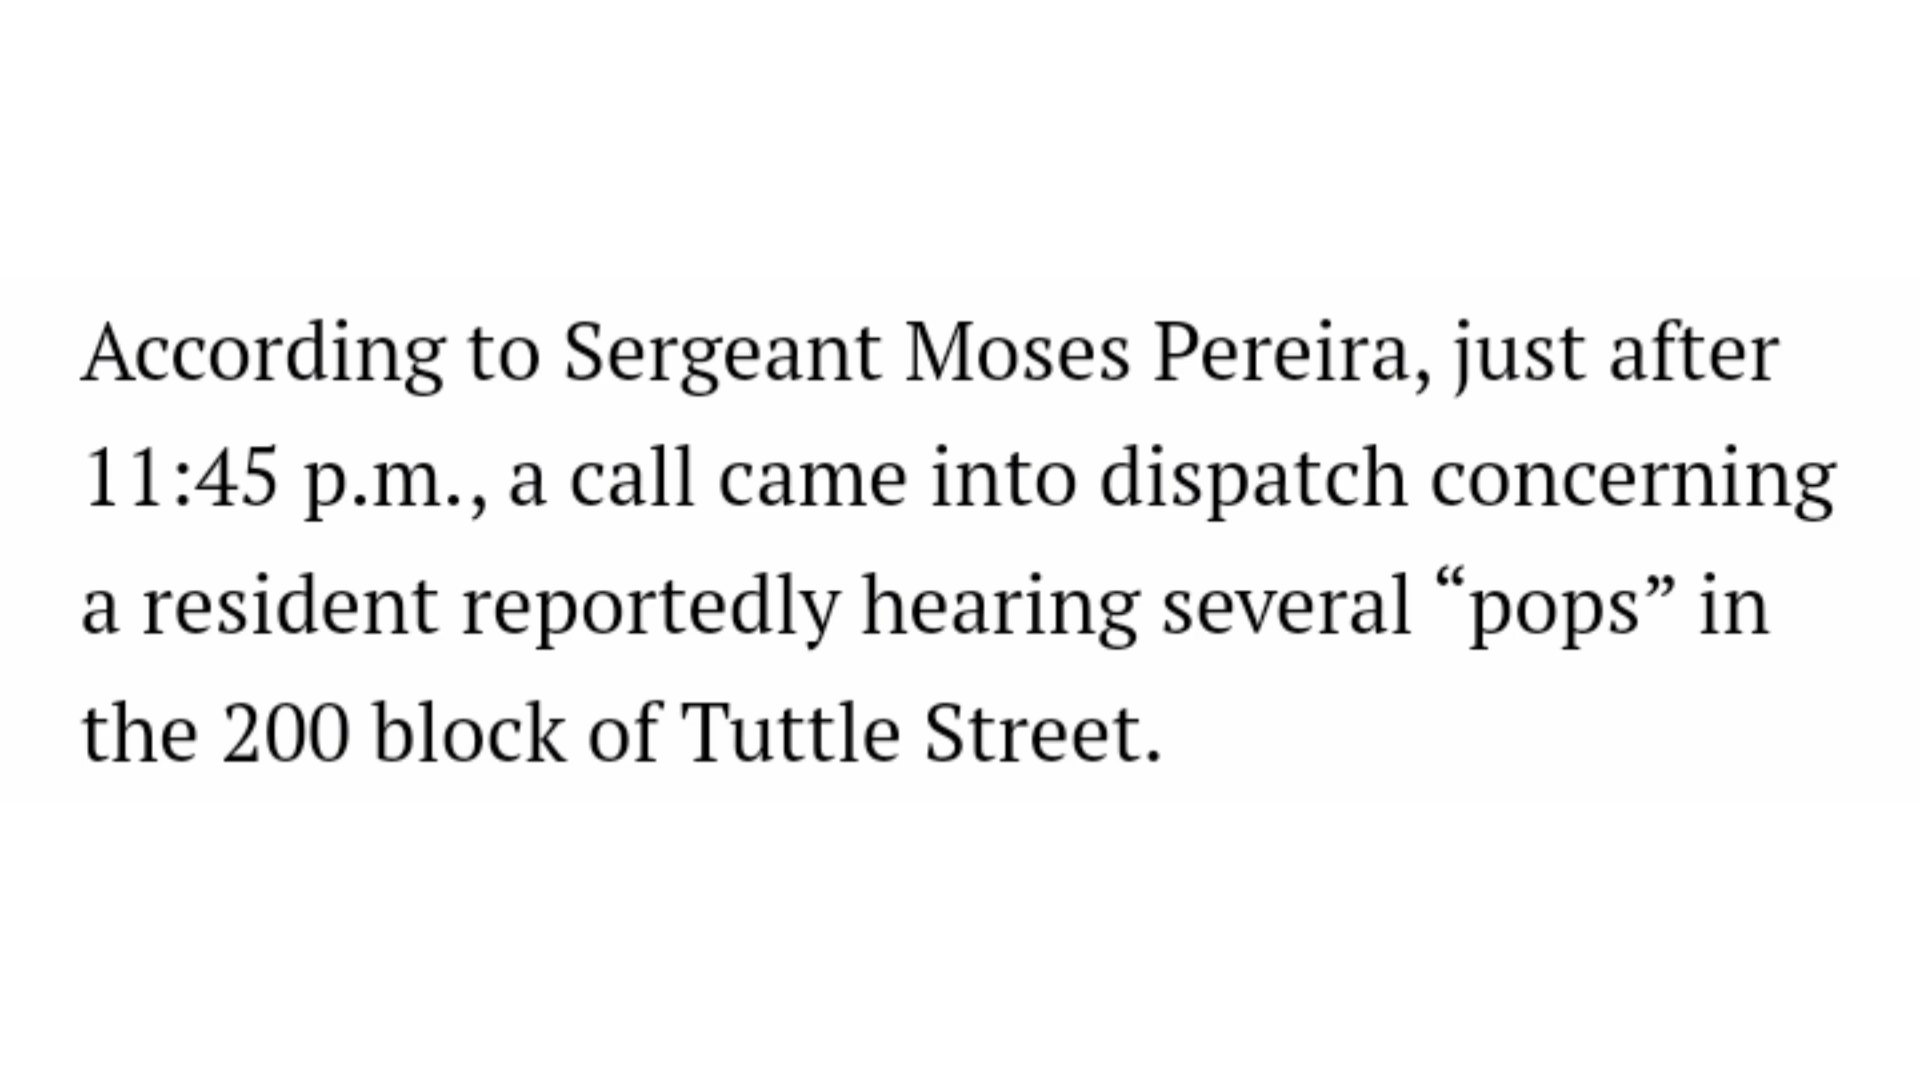 According to Sergeant Moses Pereira, just after
11:45 p.m., a call came into dispatch concerning
a resident reportedly hearing several “pops” in
the 200 block of Tuttle Street.